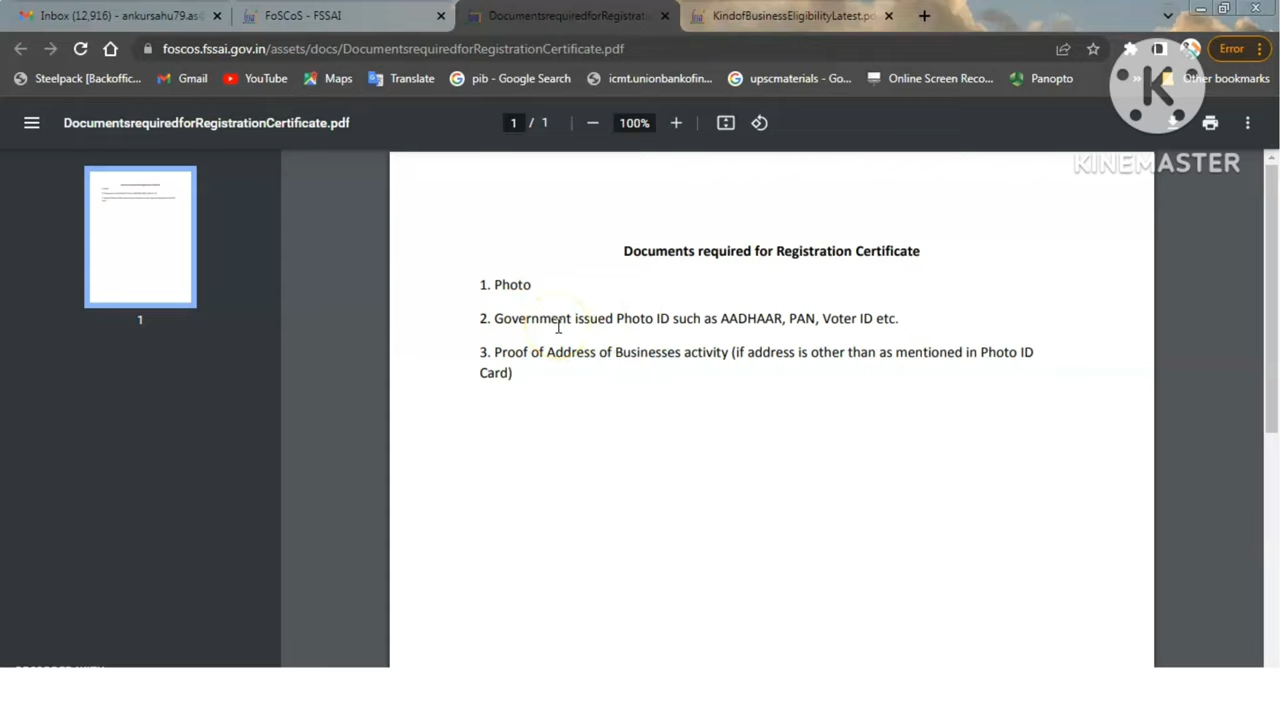 Inbox (12,916) - ankursahu79.as@
FoSCoS - FSSAI
DocumentsrequiredforRegistrat
KindofBusinessEligibilityLatest.pd
foscos.fssai.gov.in/assets/docs/DocumentsrequiredforRegistrationCertificate.pdf
Error
Steelpack [Backoffic...
Gmail
YouTube
Maps
Translate
pib - Google Search
icmt.unionbankofin...
upscmaterials - Go...
Online Screen Reco...
Panopto
»
Other bookmarks
DocumentsrequiredforRegistrationCertificate.pdf
1 / 1
100%
K
KINEMASTER
1
Documents required for Registration Certificate
1. Photo
2. Government issued Photo ID such as AADHAAR, PAN, Voter ID etc.
3. Proof of Address of Businesses activity (if address is other than as mentioned in Photo ID
Card)